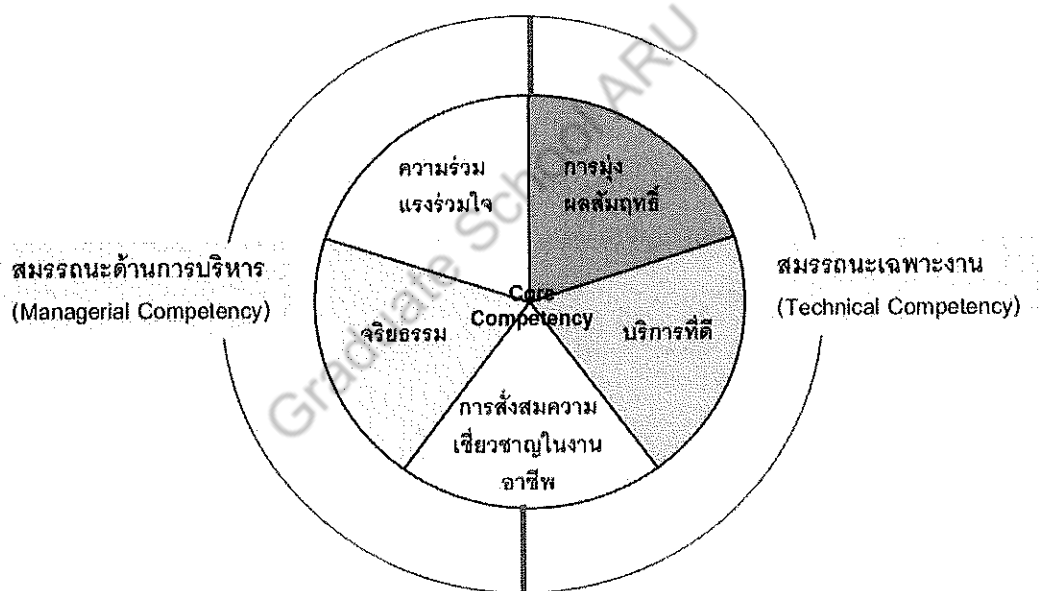 ความร่วม
แรงร่วมใจ
การมุ่ง
ผลสัมฤทธิ์
สมรรถนะด้านการบริหาร
(Managerial Competency)
จริยธรรม
Core
Competency
บริการที่ดี
สมรรถนะเฉพาะงาน
(Technical Competency)
การสั่งสมความ
เชี่ยวชาญในงาน
อาชีพ
Graduate School ARU